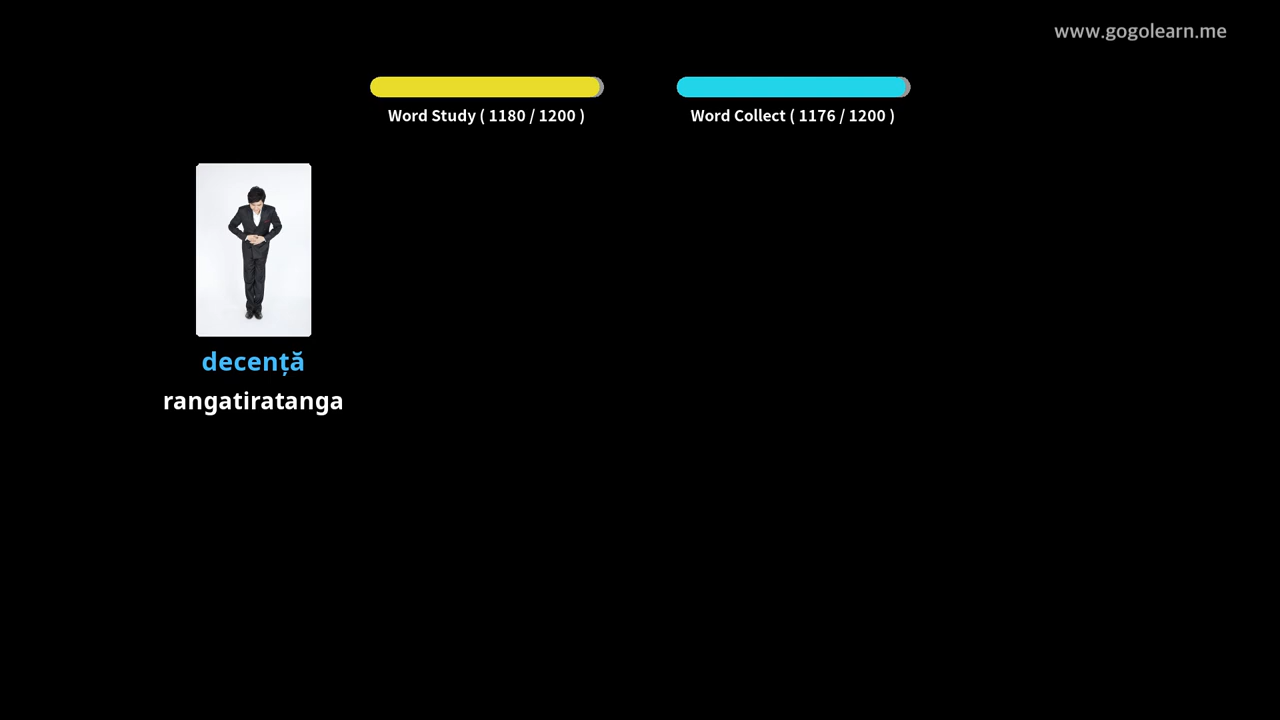 www.gogolearn.me
Word Study ( 1180 / 1200 )
Word Collect ( 1176 / 1200 )
decență
rangatiratanga